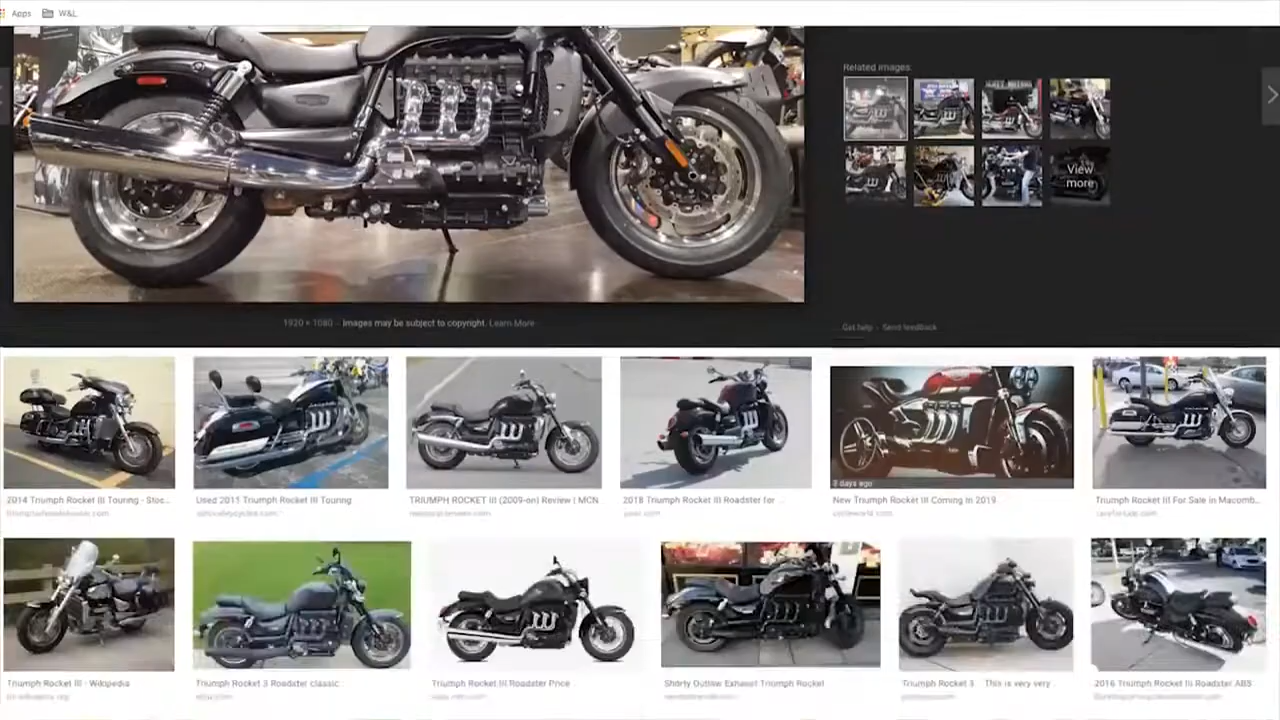 Apps W&L
Related images:
View
more
1920 × 1080 - Images may be subject to copyright. Learn More
Get help - Send feedback
2014 Triumph Rocket III Touring - Stoc...
Used 2011 Triumph Rocket III Touring
TRIUMPH ROCKET III (2009-on) Review | MCN
2018 Triumph Rocket III Roadster for ...
3 days ago
New Triumph Rocket III Coming In 2019
Triumph Rocket III For Sale in Macomb...
Triumph Rocket III - Wikipedia
Triumph Rocket 3 Roadster classic
Triumph Rocket III Roadster Price
Shorty Outlaw Exhaust Triumph Rocket
Triumph Rocket 3 This is very very
2016 Triumph Rocket III Roadster ABS